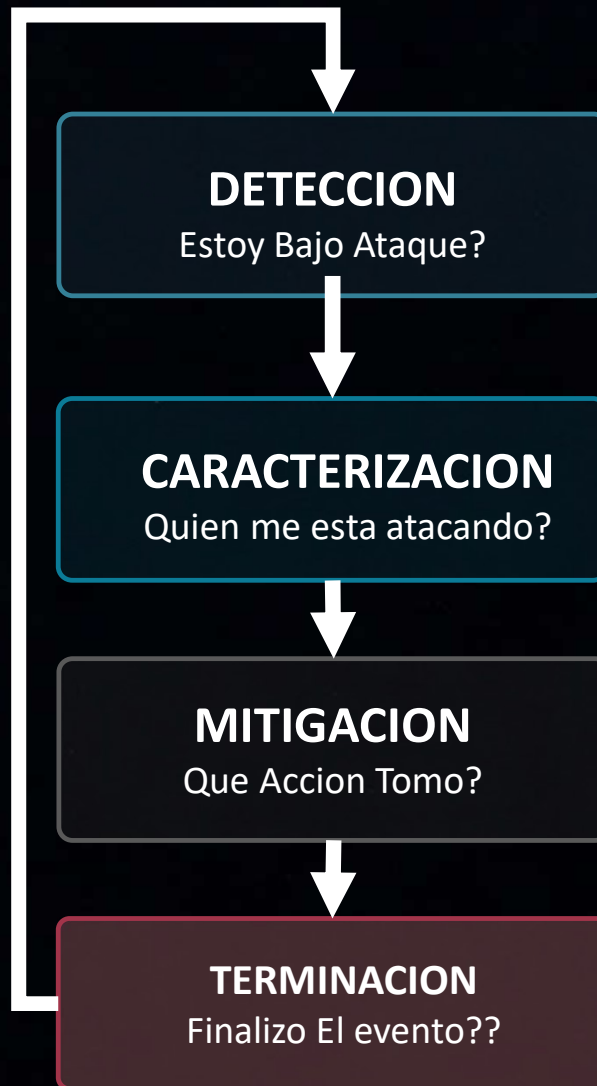 DETECCION
Estoy Bajo Ataque?
CARACTERIZACION
Quien me esta atacando?
MITIGACION
Que Accion Tomo?
TERMINACION
Finalizo El evento??